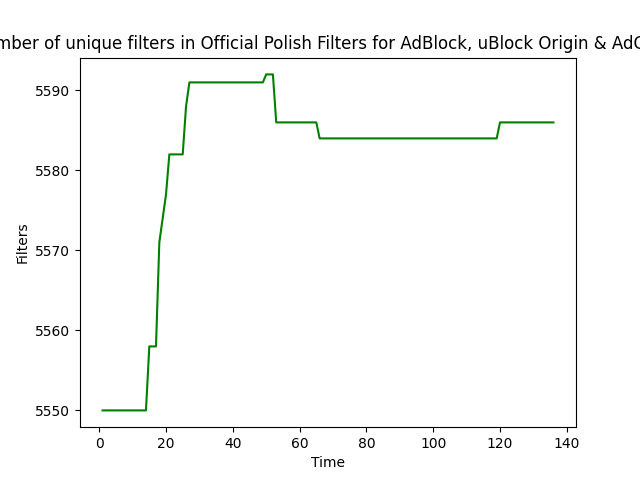 mber of unique filters in Official Polish Filters for AdBlock, uBlock Origin & AdG
5590
5580
5570
5560
5550
Filters
0 20 40 60 80 100 120 140
Time